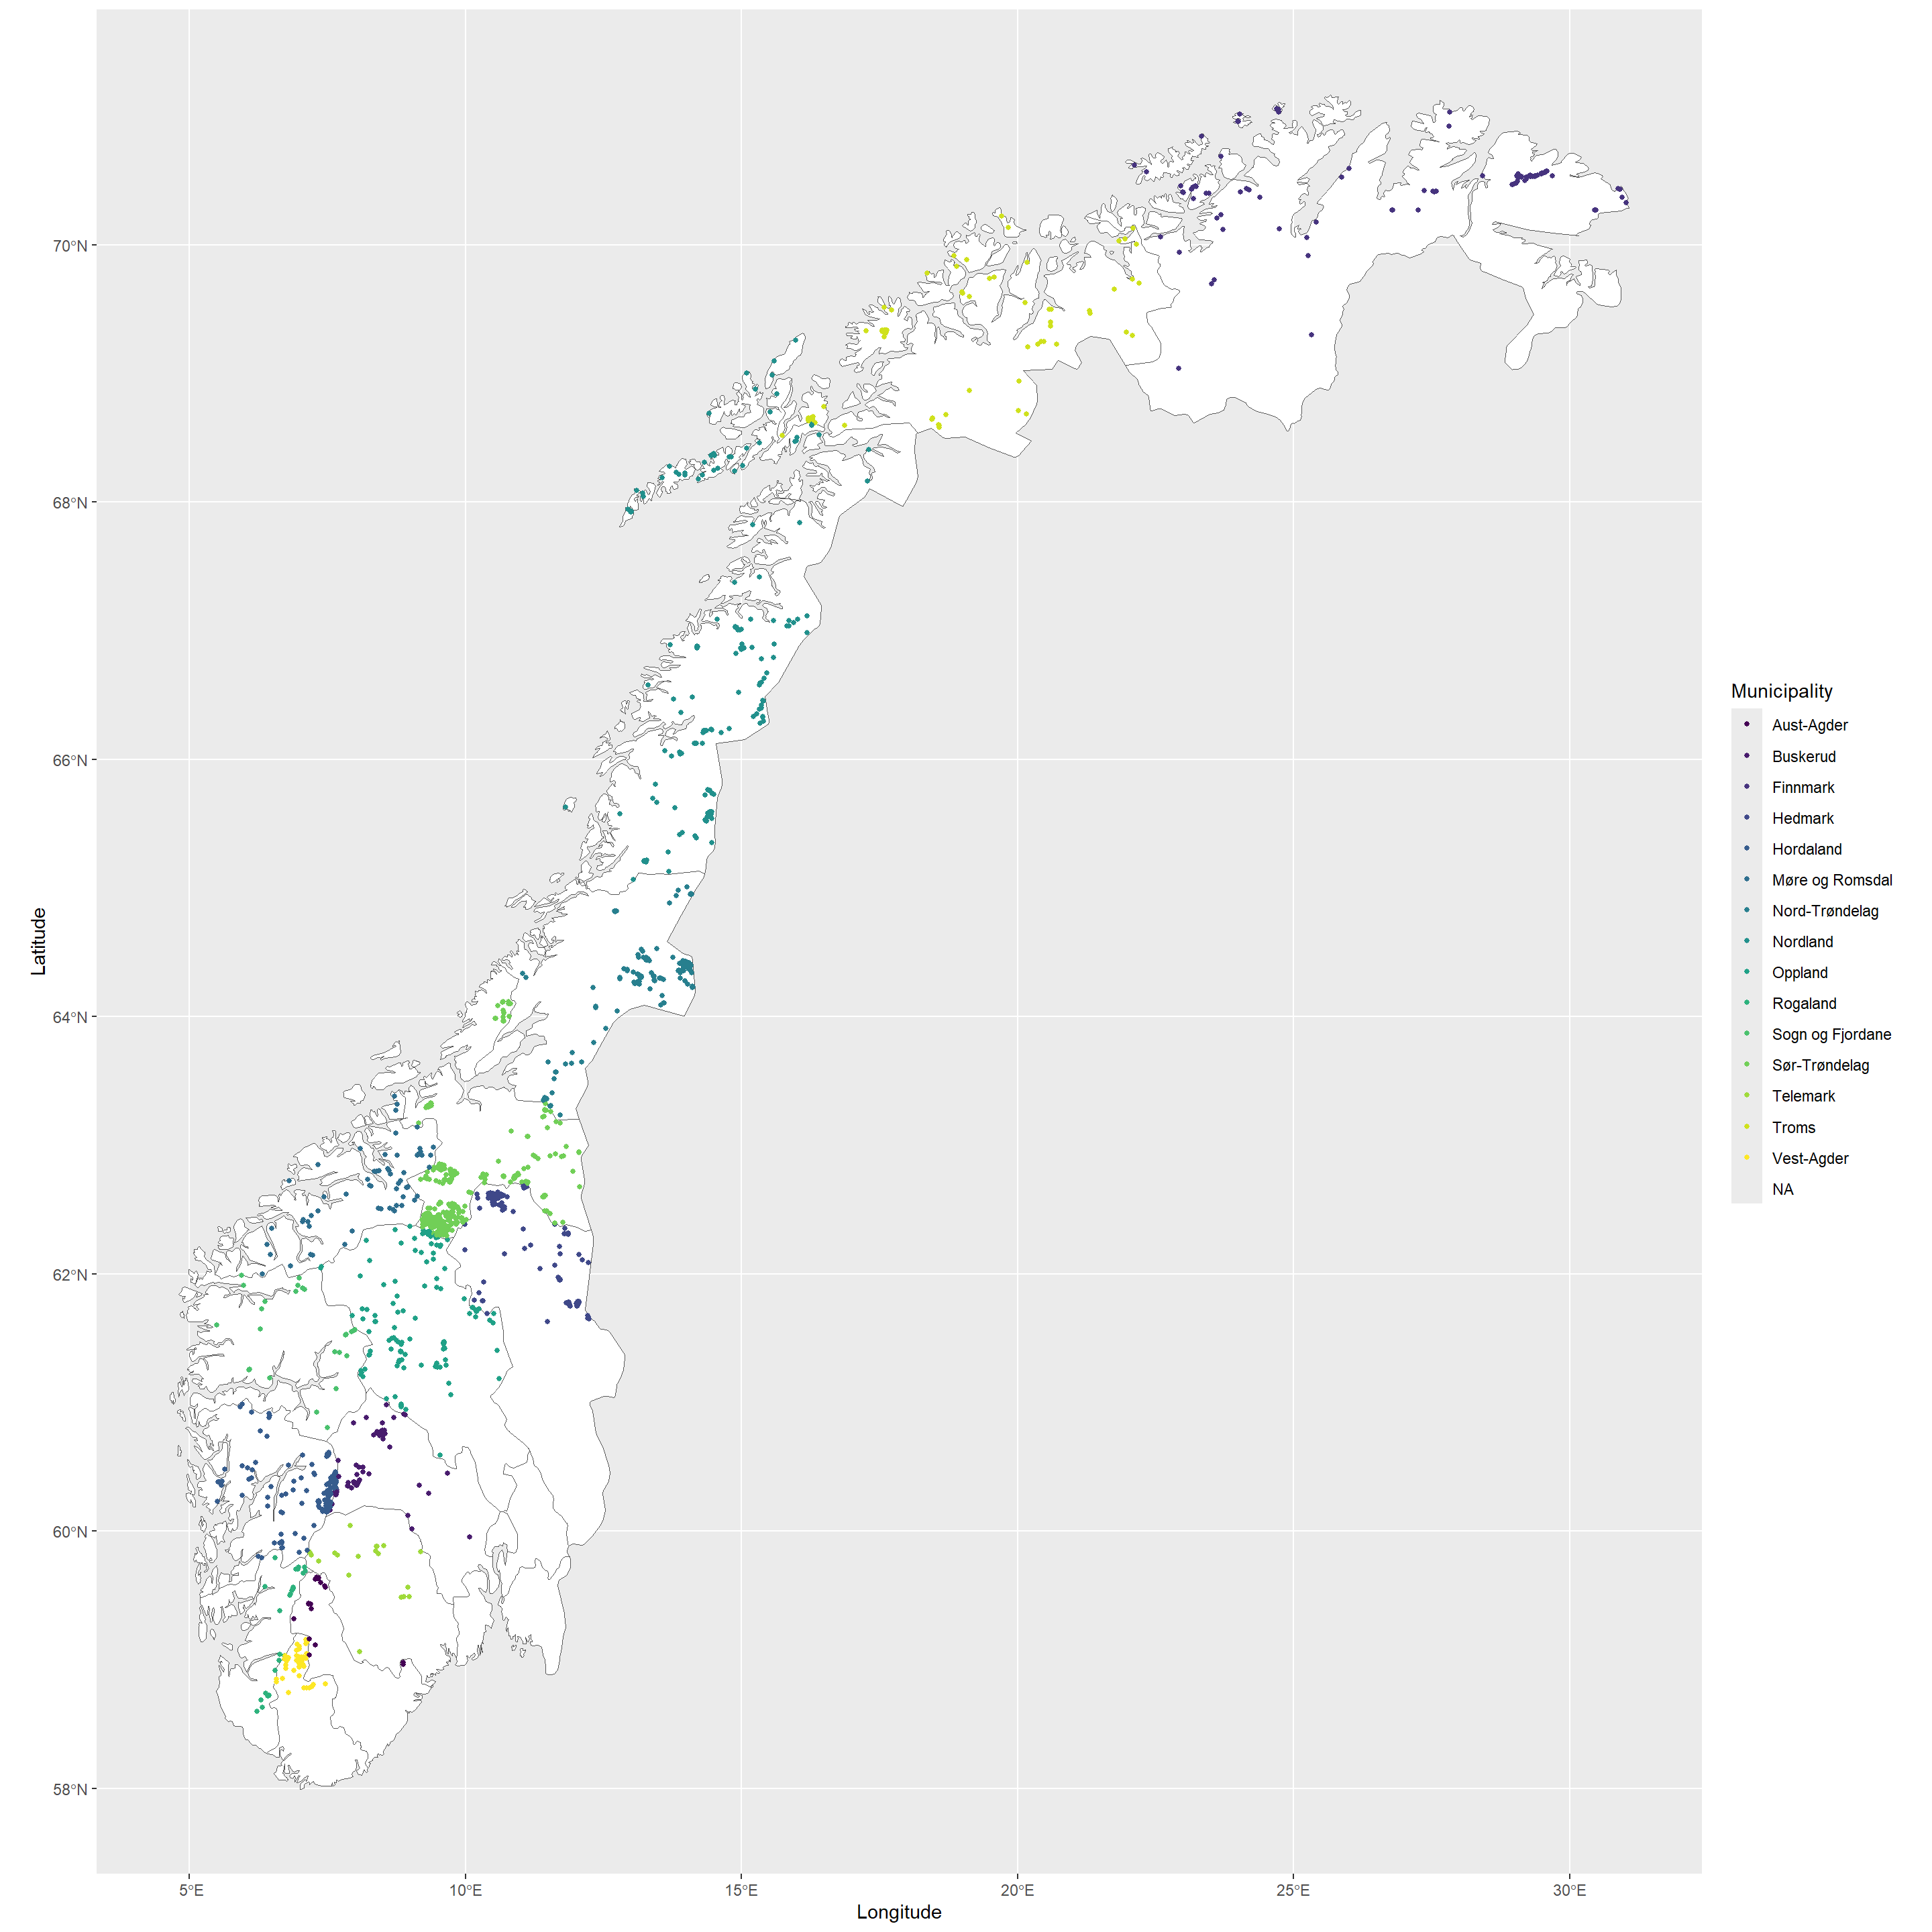 70°N
68°N
66°N
64°N
62°N
60°N
58°N
Latitude
5°E
10°E
15°E
20°E
25°E
30°E
Longitude
Municipality
Aust-Agder
Buskerud
Finnmark
Hedmark
Hordaland
Møre og Romsdal
Nord-Trøndelag
Nordland
Oppland
Rogaland
Sogn og Fjordane
Sør-Trøndelag
Telemark
Troms
Vest-Agder
NA